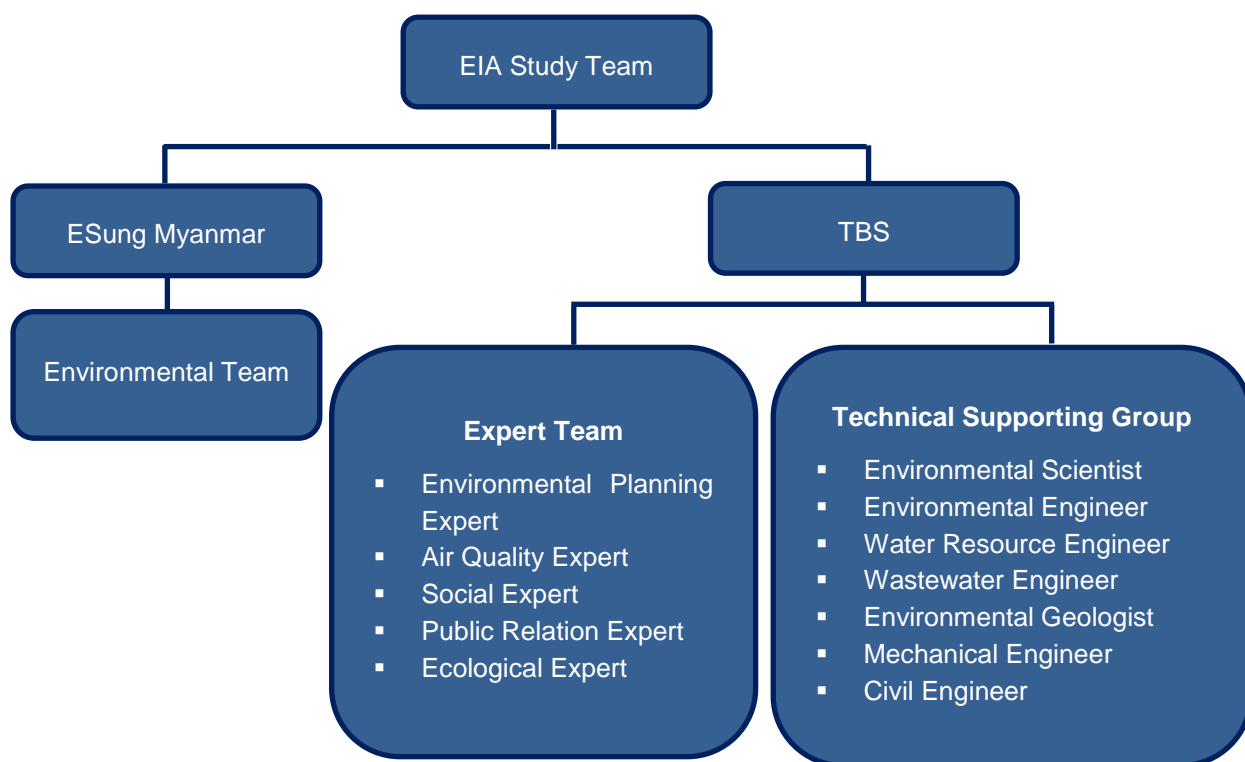 EIA Study Team
ESung Myanmar
TBS
Environmental Team
Expert Team
▪ Environmental Planning
Expert
▪ Air Quality Expert
▪ Social Expert
▪ Public Relation Expert
▪ Ecological Expert
Technical Supporting Group
▪ Environmental Scientist
▪ Environmental Engineer
▪ Water Resource Engineer
▪ Wastewater Engineer
▪ Environmental Geologist
▪ Mechanical Engineer
▪ Civil Engineer